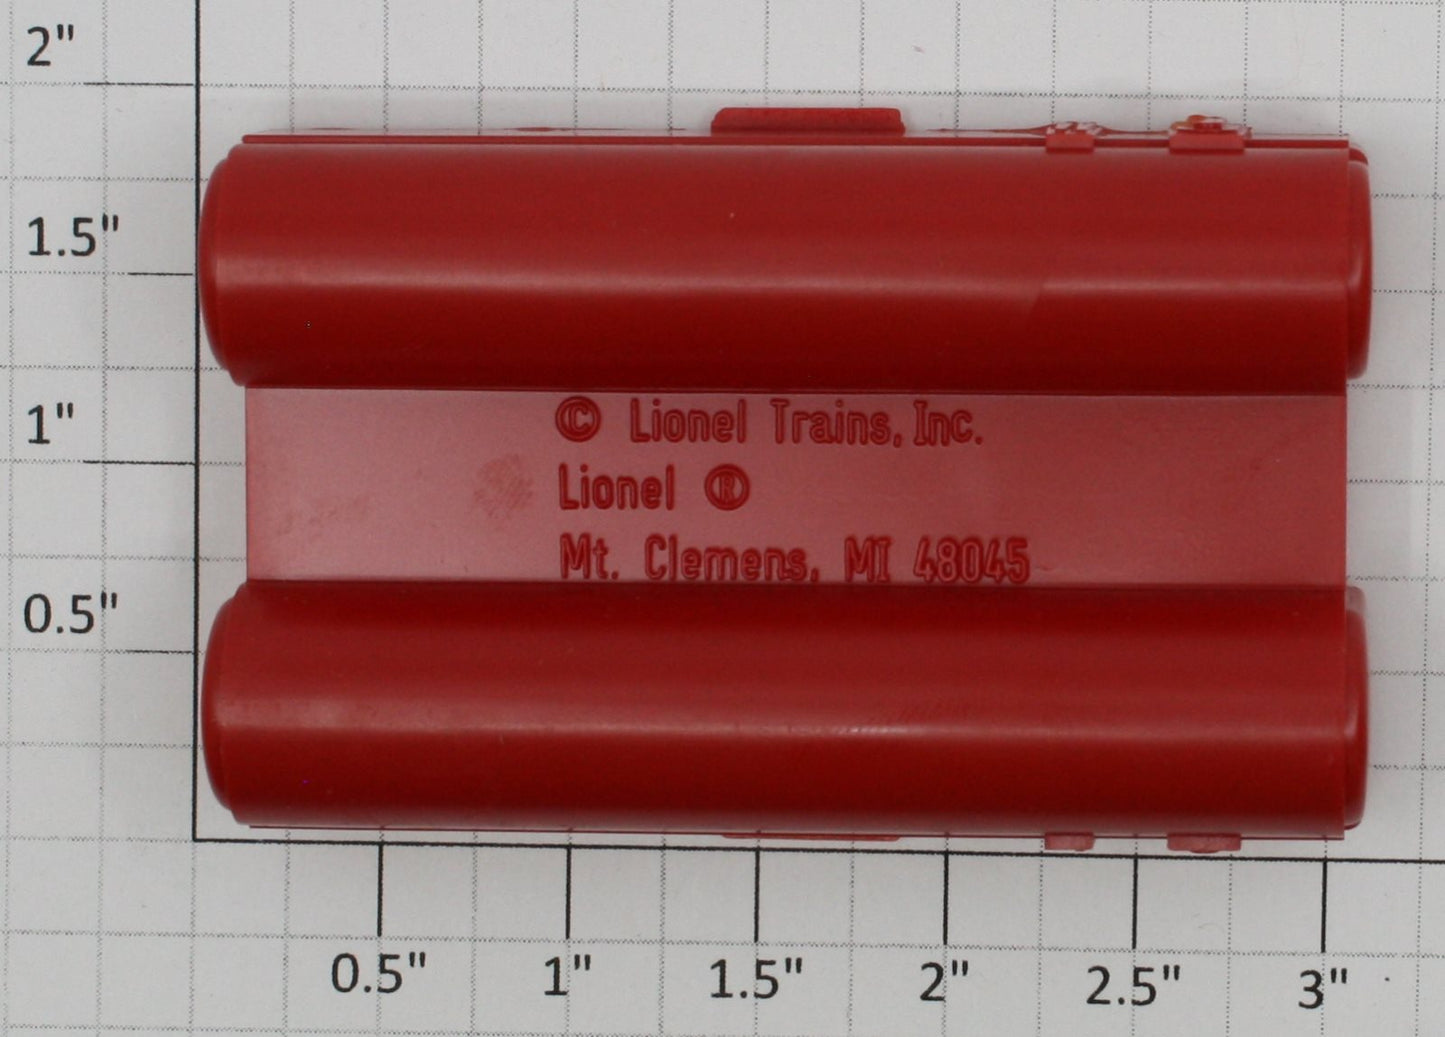 2"
1.5"
1"
© Lionel Trains, Inc.
Lionel ®
Mt. Clemens, MI 48045
0.5"
0.5" 1" 1.5" 2" 2.5" 3"